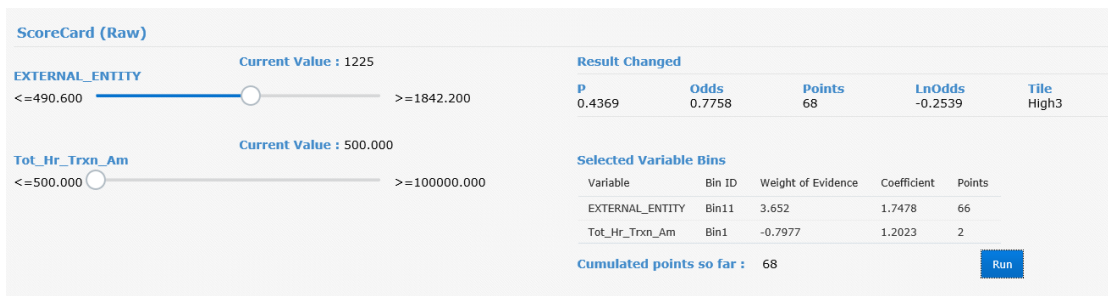 ScoreCard (Raw)
Current Value : 1225
EXTERNAL_ENTITY
<=490.600 >=1842.200
Current Value : 500.000
Tot_Hr_Trxn_Am
<=500.000 >=100000.000
Result Changed
P Odds Points LnOdds Tile
0.4369 0.7758 68 -0.2539 High3
Selected Variable Bins
Variable Bin ID Weight of Evidence Coefficient Points
EXTERNAL_ENTITY Bin11 3.652 1.7478 66
Tot_Hr_Trxn_Am Bin1 -0.7977 1.2023 2
Cumulated points so far : 68 Run